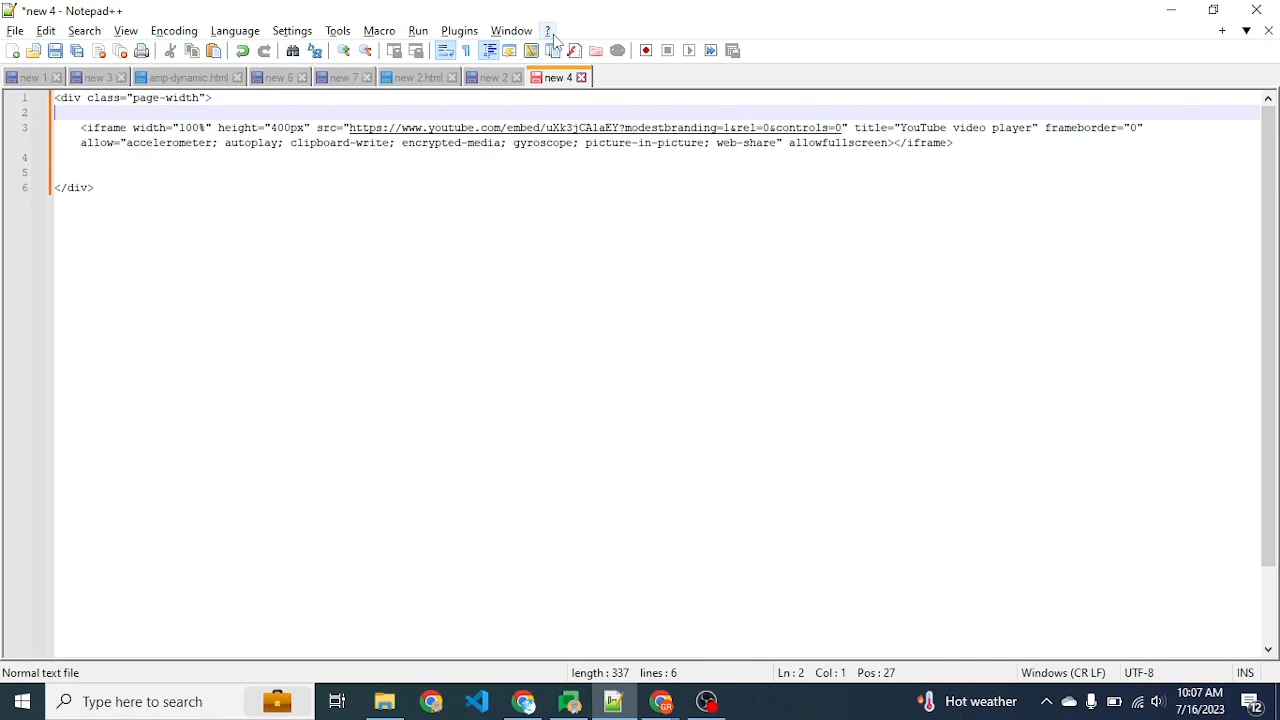 *new 4 - Notepad++
File Edit Search View Encoding Language Settings Tools Macro Run Plugins Window ?
new 1 new 3 amp-dynamic.html new 6 new 7 new 2.html new 2 new 4
1 <div class="page-width">
2
3 <iframe width="100%" height="400px" src="https://www.youtube.com/embed/uXk3jCAlaEY?modestbranding=1&rel=0&controls=0" title="YouTube video player" frameborder="0"
allow="accelerometer; autoplay; clipboard-write; encrypted-media; gyroscope; picture-in-picture; web-share" allowfullscreen></iframe>
4
5
6 </div>
Normal text file length : 337 lines : 6 Ln : 2 Col : 1 Pos : 27 Windows (CR LF) UTF-8 INS
Type here to search GB Hot weather 10:07 AM
7/16/2023 12